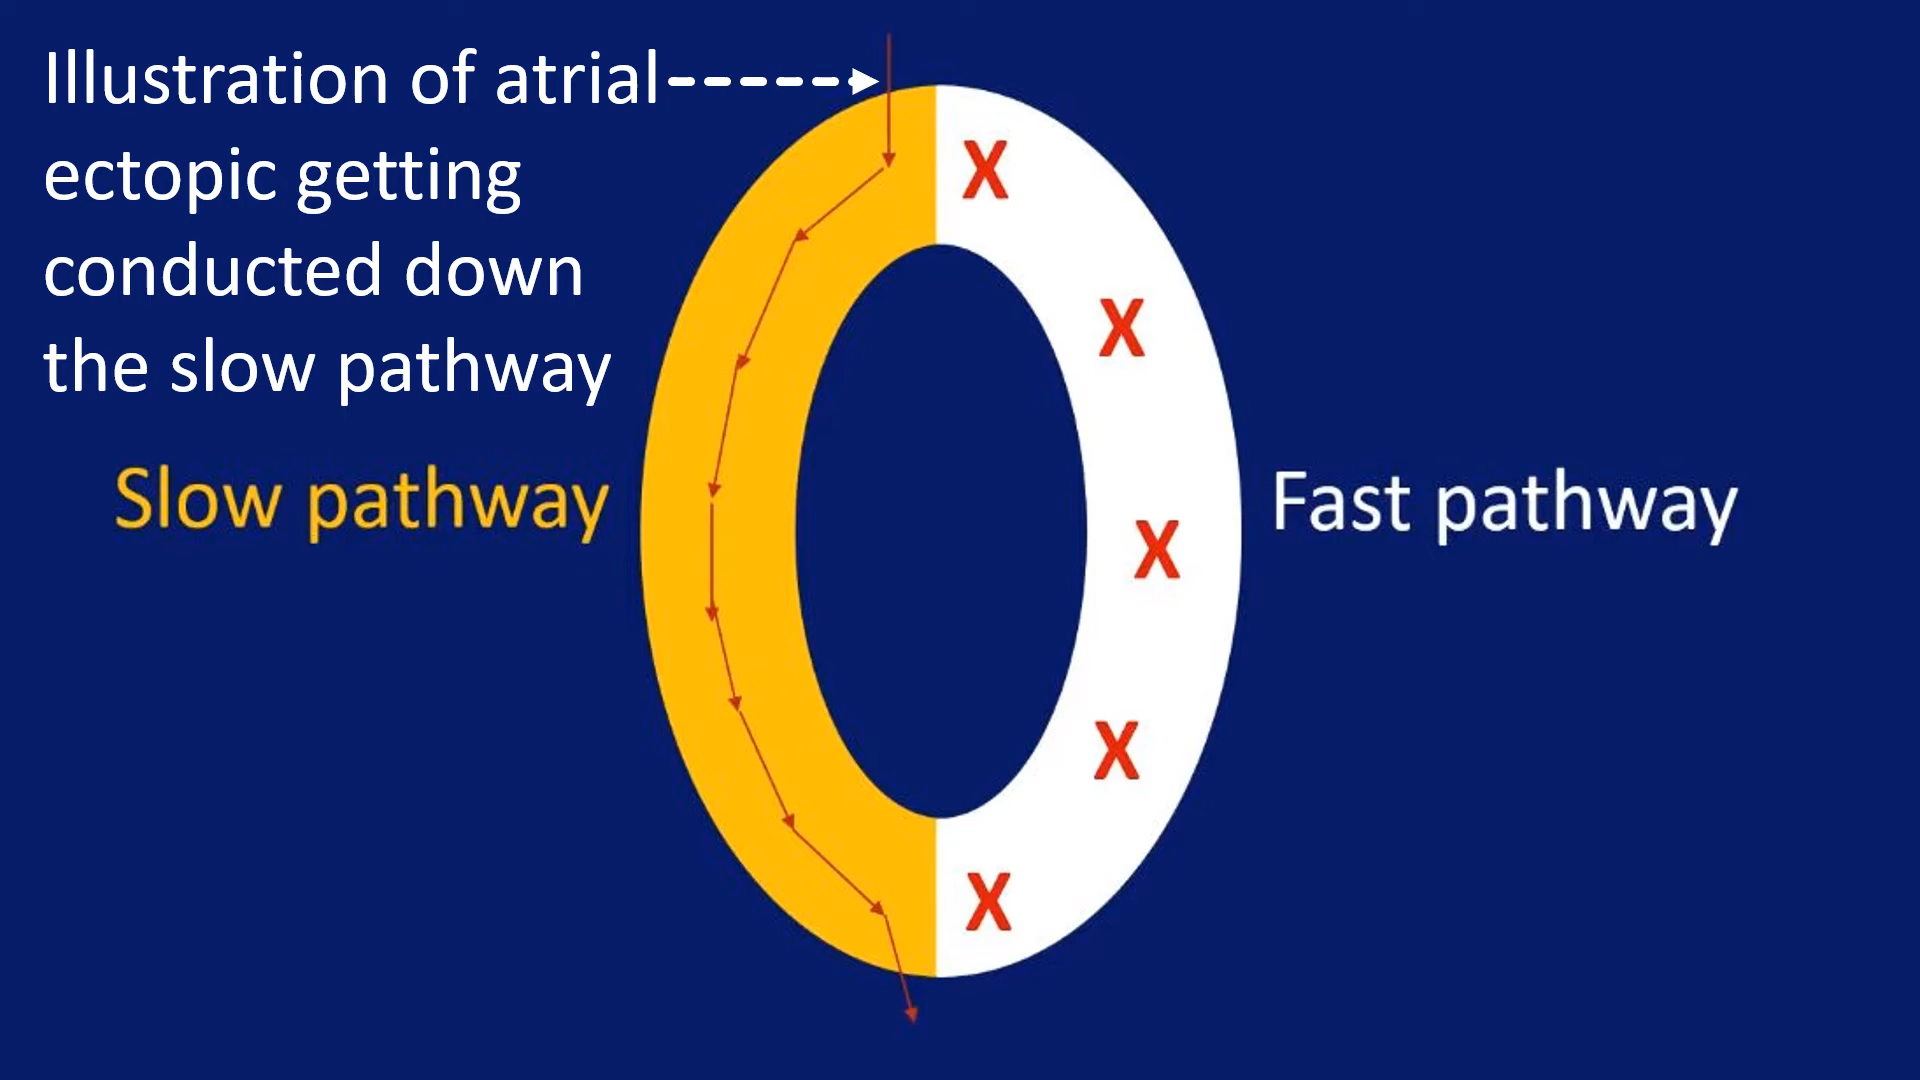 Illustration of atrial
ectopic getting
conducted down
the slow pathway
Slow pathway
Fast pathway
X
X
X
X
X